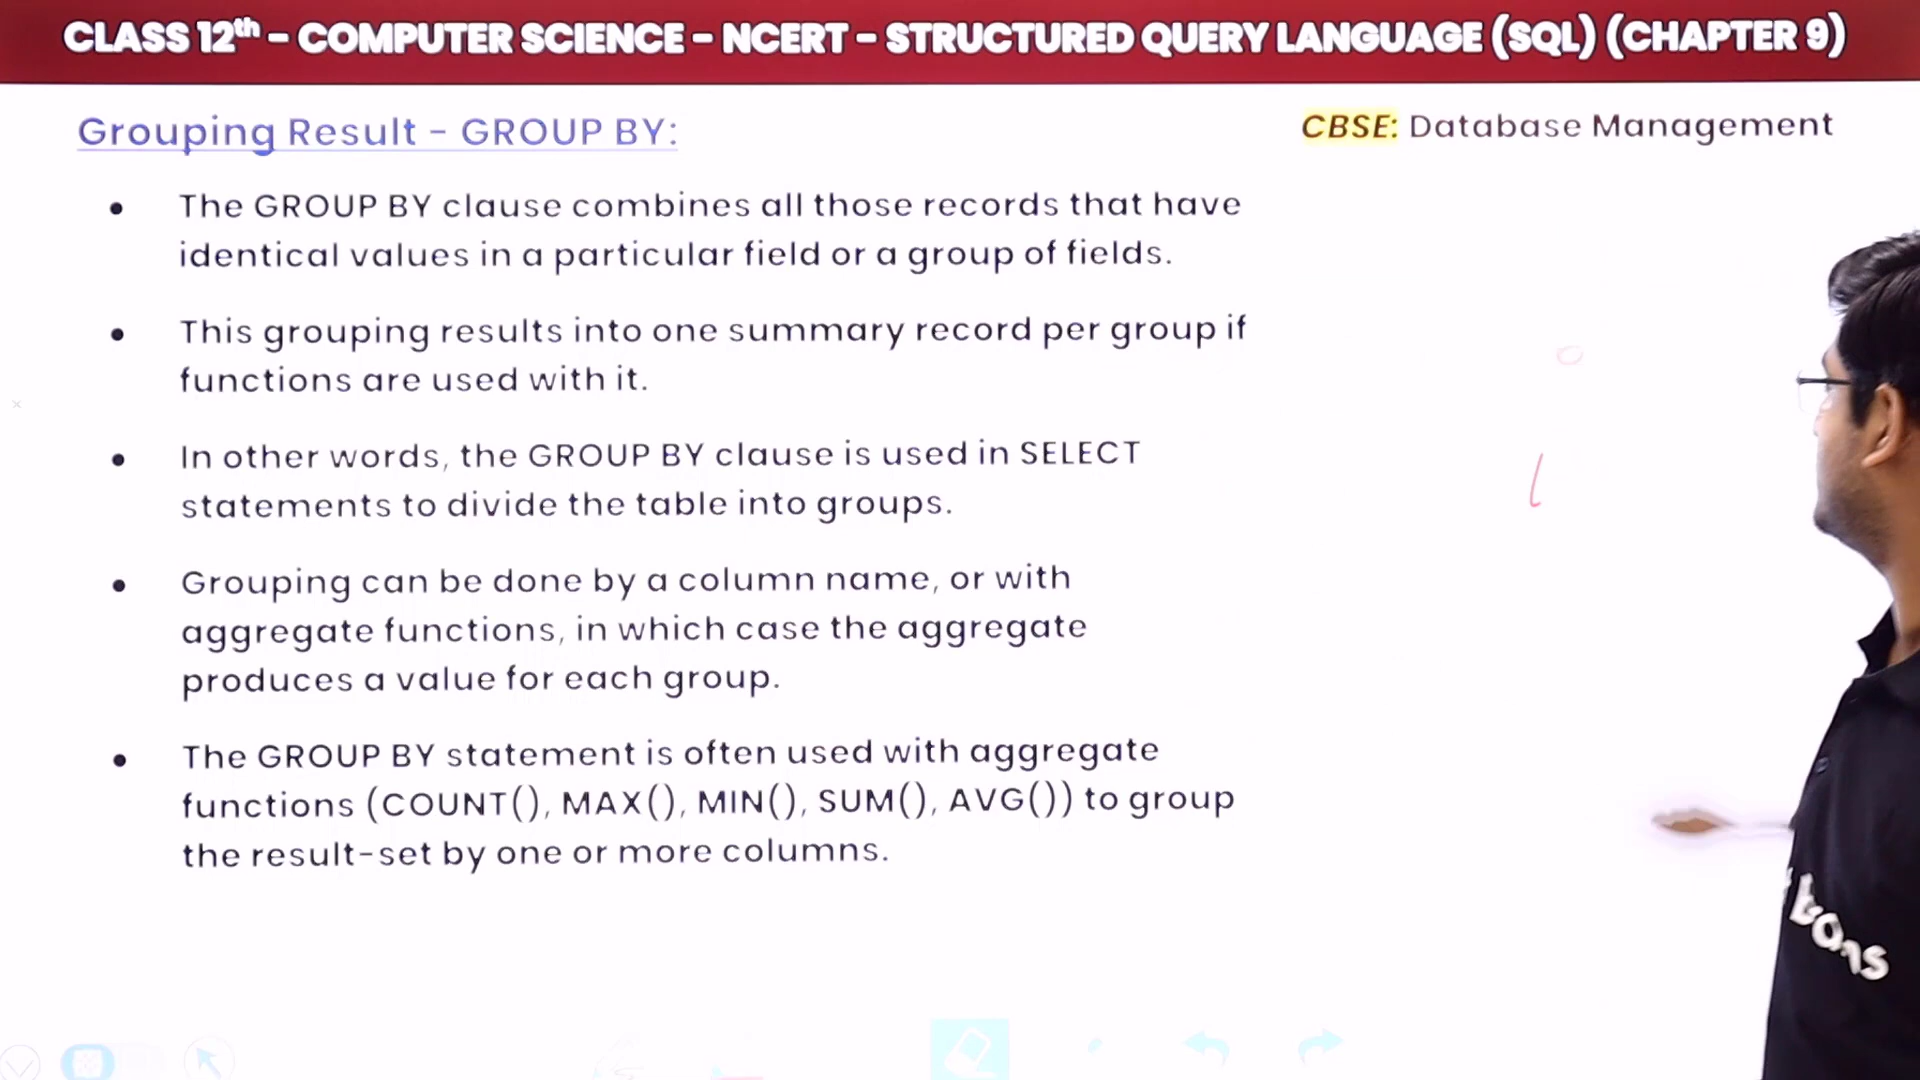 CLASS 12th - COMPUTER SCIENCE - NCERT - STRUCTURED QUERY LANGUAGE (SQL) (CHAPTER 9)
Grouping Result - GROUP BY:
CBSE: Database Management
• The GROUP BY clause combines all those records that have
identical values in a particular field or a group of fields.
• This grouping results into one summary record per group if
functions are used with it.
• In other words, the GROUP BY clause is used in SELECT
statements to divide the table into groups.
• Grouping can be done by a column name, or with
aggregate functions, in which case the aggregate
produces a value for each group.
• The GROUP BY statement is often used with aggregate
functions (COUNT(), MAX(), MIN(), SUM(), AVG()) to group
the result-set by one or more columns.